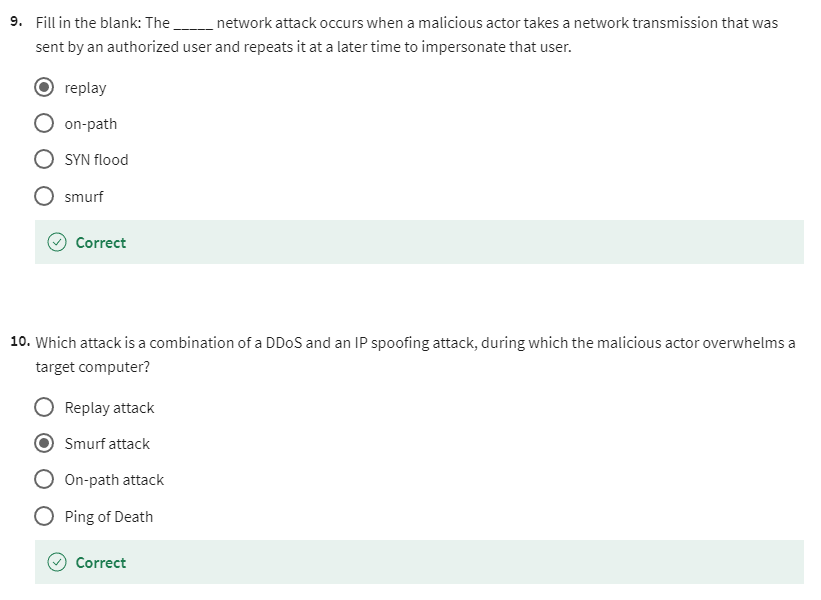 9. Fill in the blank: The _____ network attack occurs when a malicious actor takes a network transmission that was
sent by an authorized user and repeats it at a later time to impersonate that user.
replay
on-path
SYN flood
smurf
Correct
10. Which attack is a combination of a DDoS and an IP spoofing attack, during which the malicious actor overwhelms a
target computer?
Replay attack
Smurf attack
On-path attack
Ping of Death
Correct